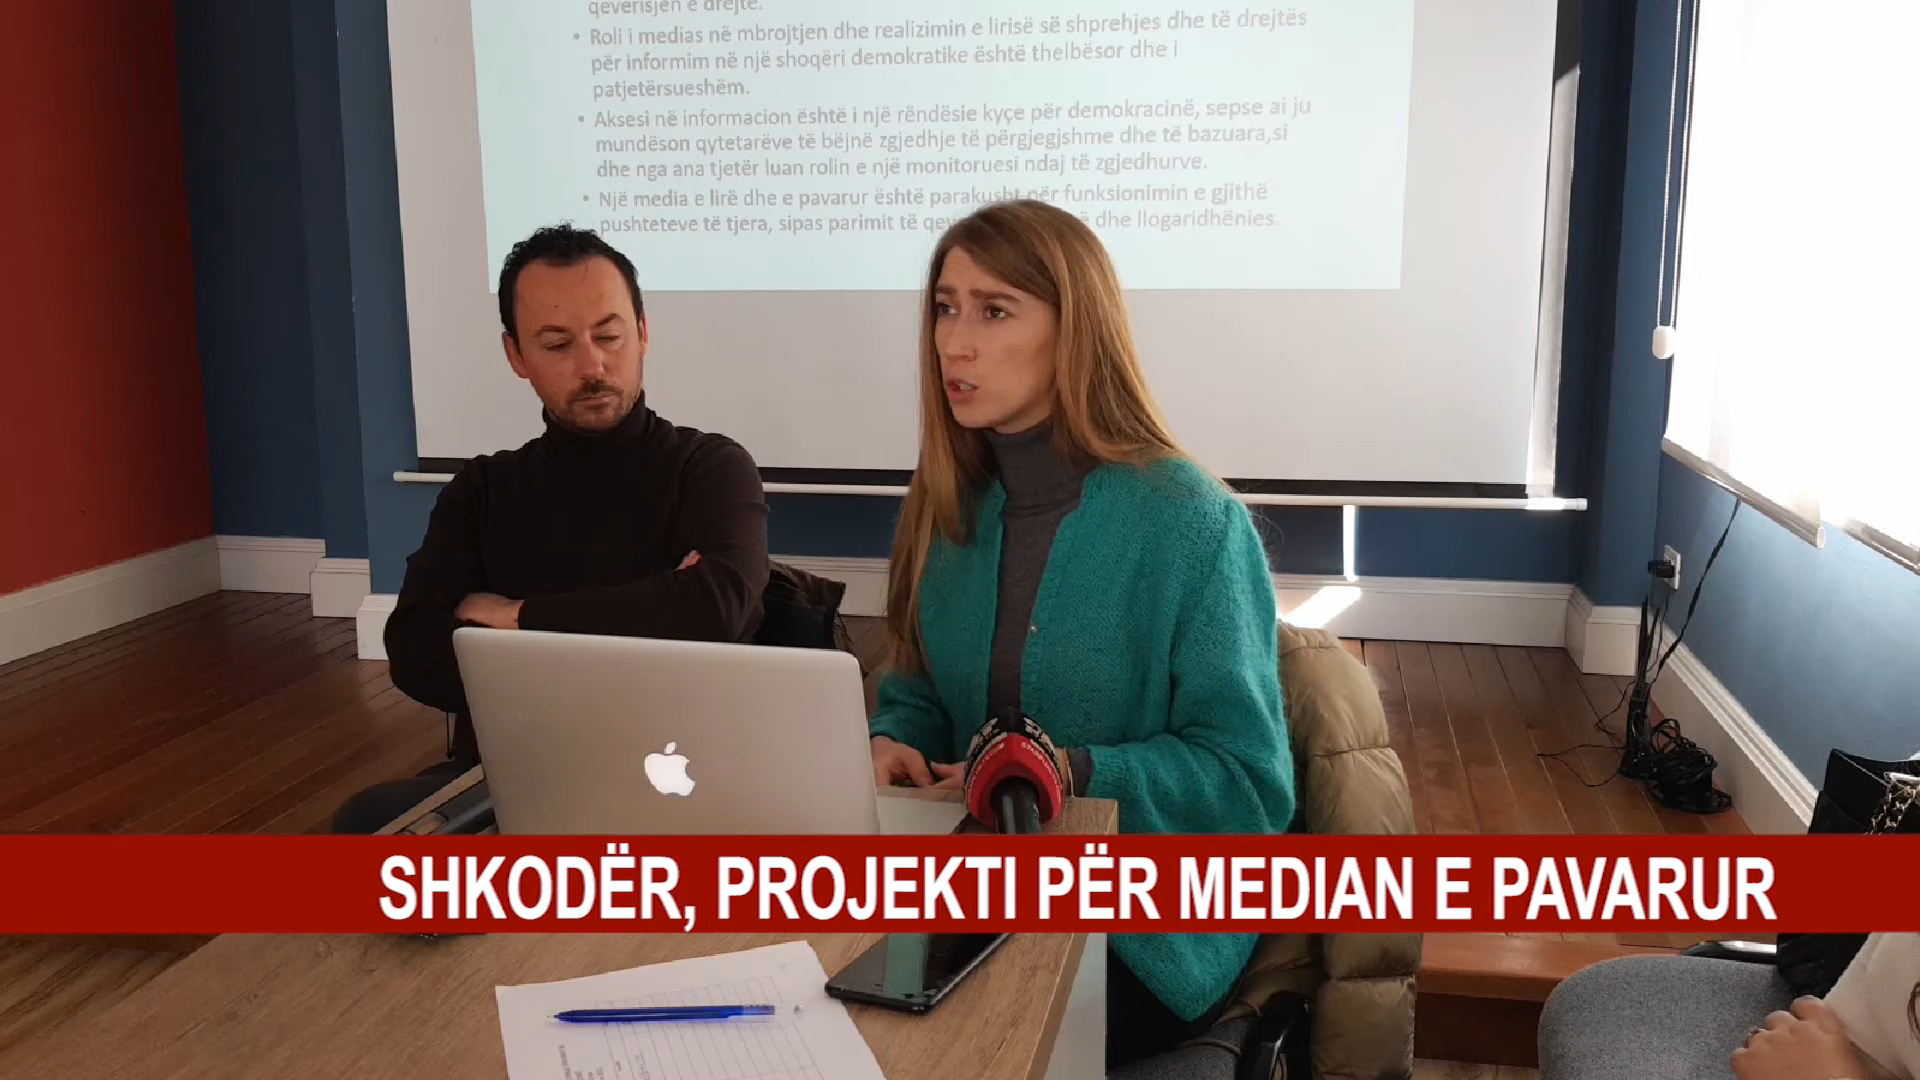 qeverisjen e drejtë.
• Roli i medias në mbrojtjen dhe realizimin e lirisë së shprehjes dhe të drejtës
për informim në një shoqëri demokratike është thelbësor dhe i
patjetërsueshëm.
• Aksesi në informacion është i një rëndësie kyçe për demokracinë, sepse ai ju
mundëson qytetarëve të bëjnë zgjedhje të përgjegjshme dhe të bazuara,si
dhe nga ana tjetër luan rolin e një monitoruesi ndaj të zgjedhurve.
• Një media e lirë dhe e pavarur është parakusht për funksionimin e gjithë
pushteteve të tjera, sipas parimit të dhe llogaridhënies.
SHKODËR, PROJEKTI PËR MEDIAN E PAVARUR